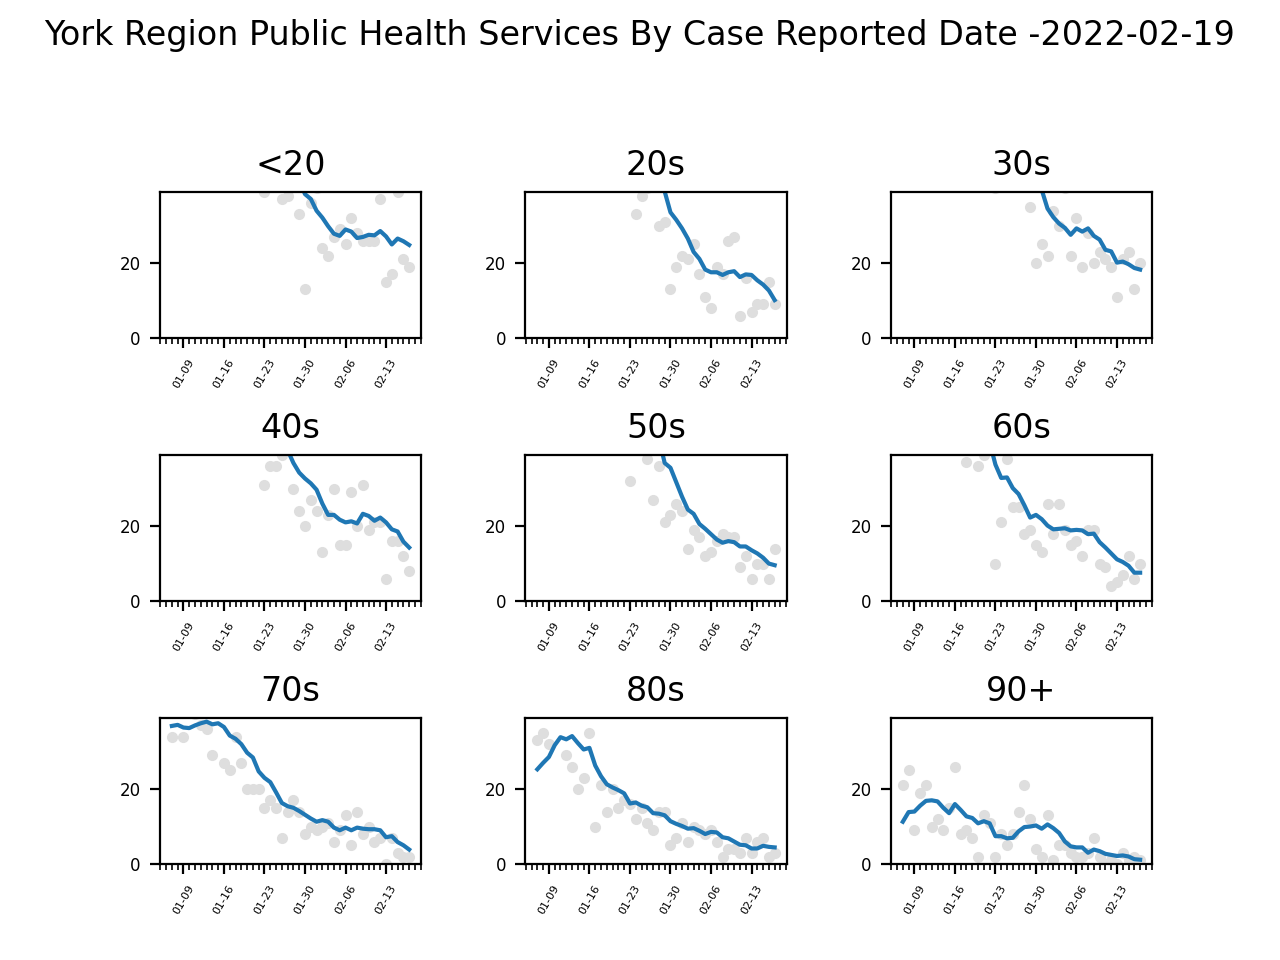 York Region Public Health Services By Case Reported Date -2022-02-19
<20 20s 30s
20 20 20
0 0 0
01-09 01-16 01-23 01-30 02-06 02-13 01-09 01-16 01-23 01-30 02-06 02-13 01-09 01-16 01-23 01-30 02-06 02-13
40s 50s 60s
20 20 20
0 0 0
01-09 01-16 01-23 01-30 02-06 02-13 01-09 01-16 01-23 01-30 02-06 02-13 01-09 01-16 01-23 01-30 02-06 02-13
70s 80s 90+
20 20 20
0 0 0
01-09 01-16 01-23 01-30 02-06 02-13 01-09 01-16 01-23 01-30 02-06 02-13 01-09 01-16 01-23 01-30 02-06 02-13